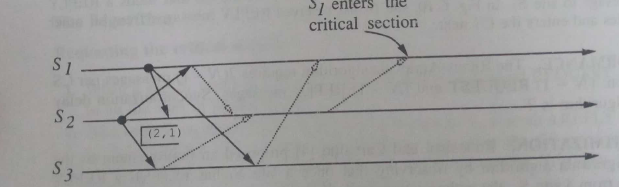 S1 enters the
critical section
S1
S2
(2,1)
S3